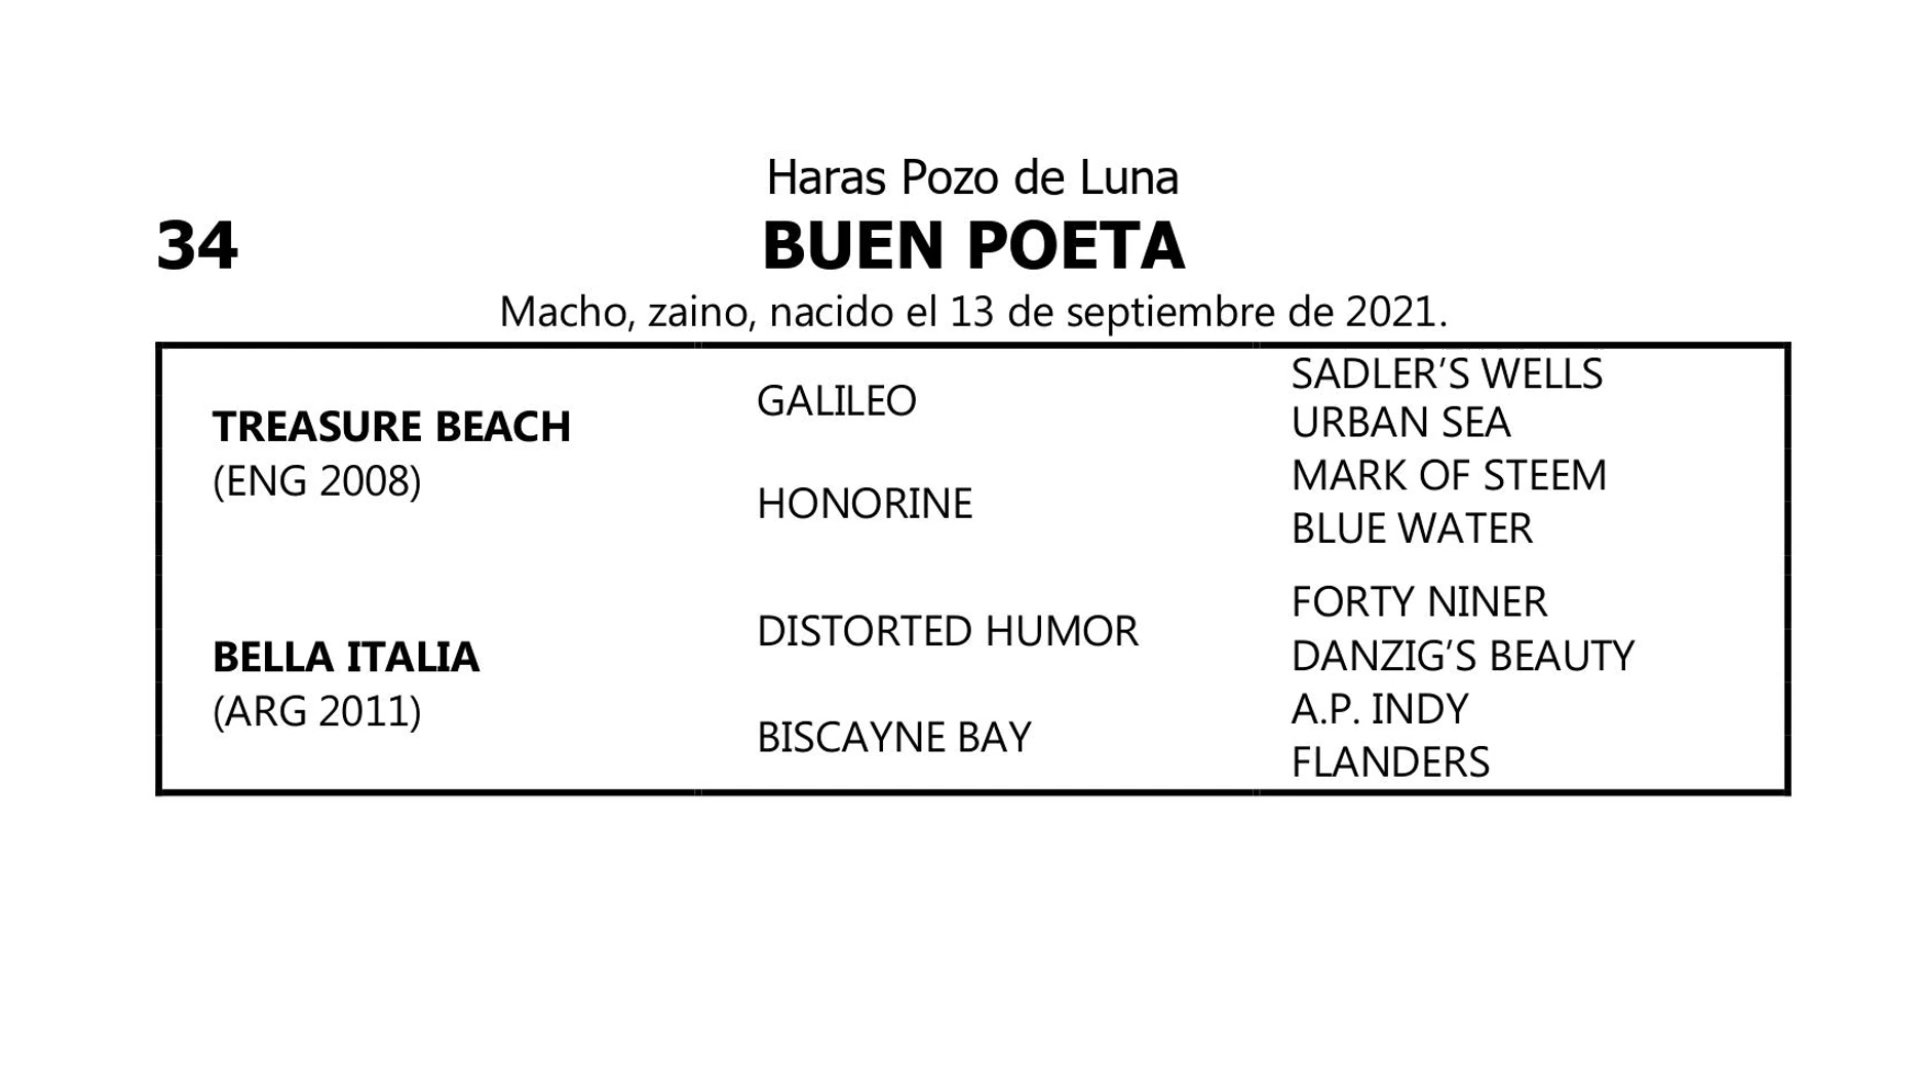 Haras Pozo de Luna
34 BUEN POETA
Macho, zaino, nacido el 13 de septiembre de 2021.
TREASURE BEACH
(ENG 2008)
GALILEO
HONORINE
SADLER’S WELLS
URBAN SEA
MARK OF STEEM
BLUE WATER
BELLA ITALIA
(ARG 2011)
DISTORTED HUMOR
BISCAYNE BAY
FORTY NINER
DANZIG’S BEAUTY
A.P. INDY
FLANDERS